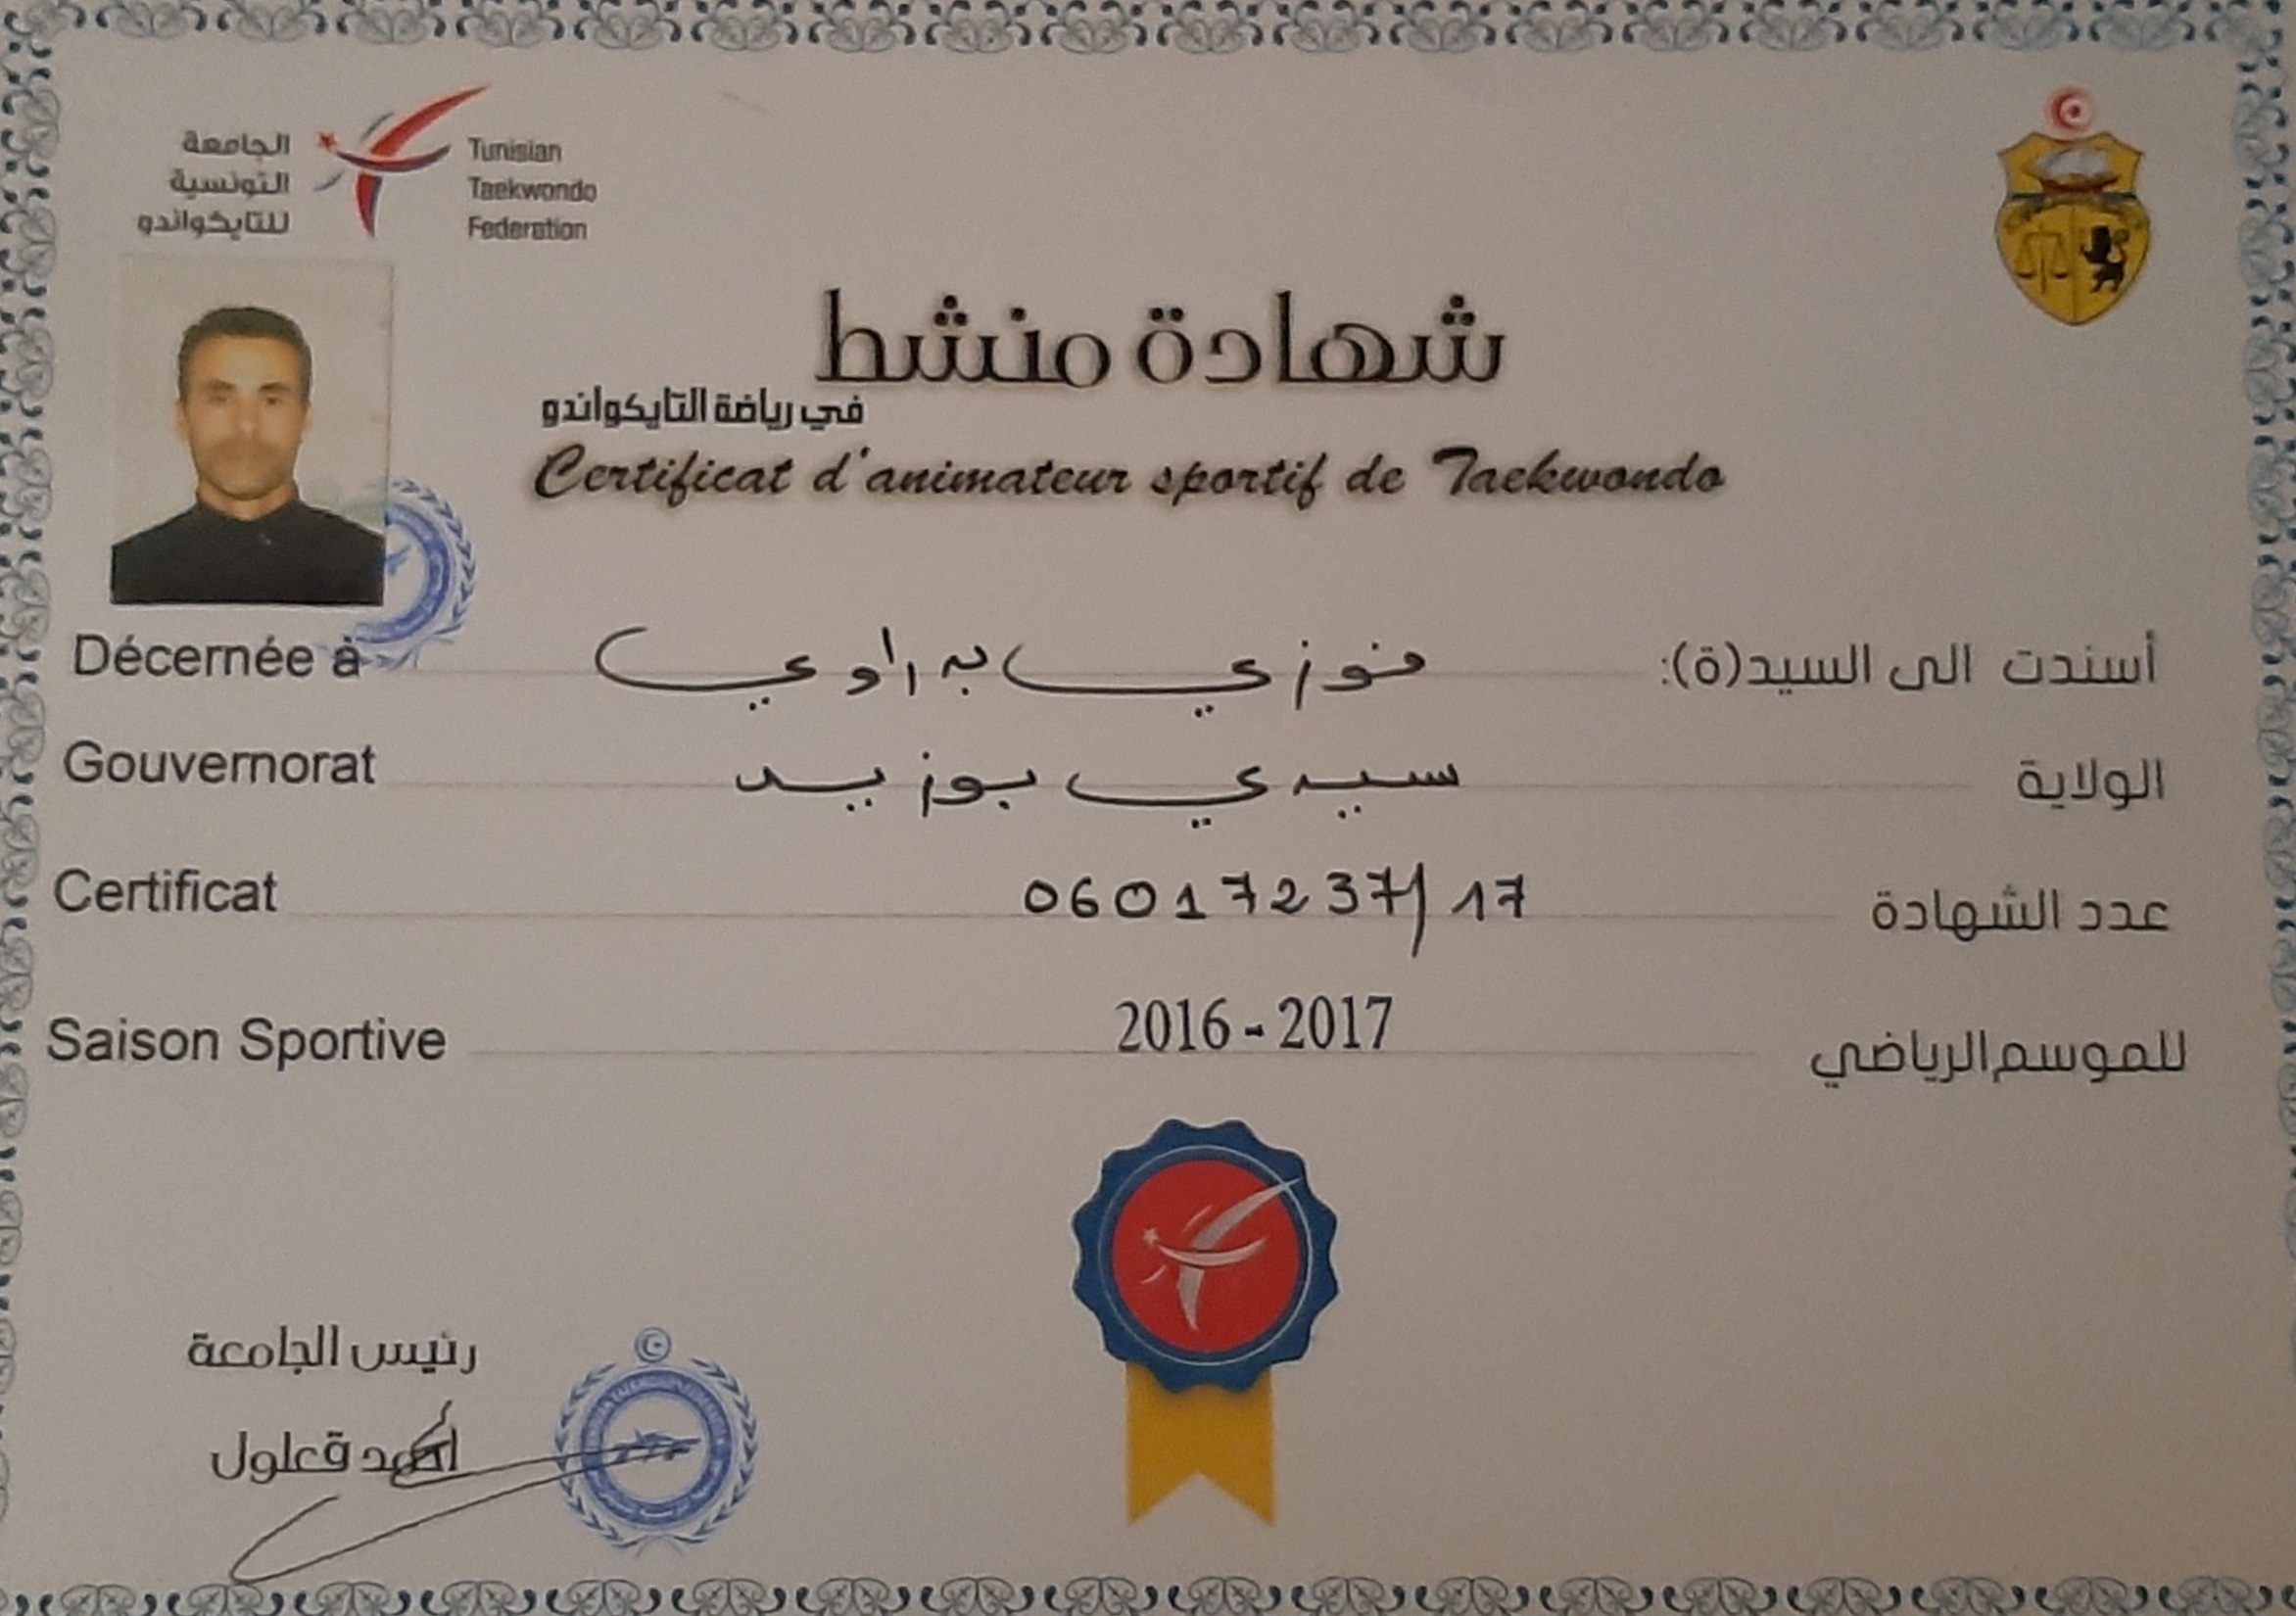 الجامعة
التونسية
للتايكواندو
Tunisian
Taekwondo
Federation
شهادة منشط
في رياضة التايكواندو
Certificat d'animateur sportif de Taekwondo
Décernée à فوزي بـراوي أسندت الى السيد(ة):
Gouvernorat سيدي بوزيد الولاية
Certificat 06017237/17 عدد الشهادة
Saison Sportive 2016-2017 للموسم الرياضي
رئيس الجامعة
احمد قعلول